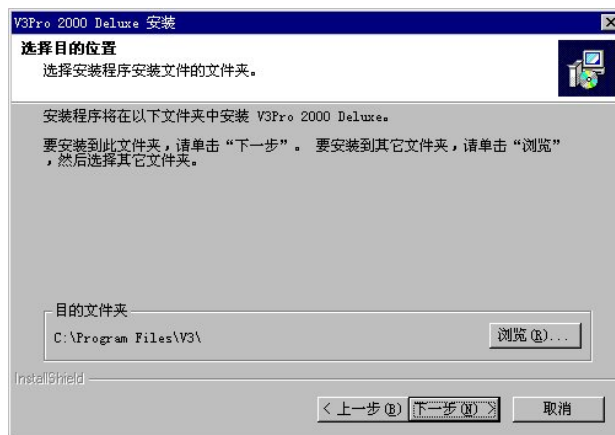 V3Pro 2000 Deluxe 安装
选择目的位置
选择安装程序安装文件的文件夹。
安装程序将在以下文件夹中安装 V3Pro 2000 Deluxe。
要安装到此文件夹，请单击“下一步”。 要安装到其它文件夹，请单击“浏览”
，然后选择其它文件夹。
目的文件夹
C:\Program Files\V3\
浏览(R)...
InstallShield
< 上一步(B) 下一步(N) > 取消